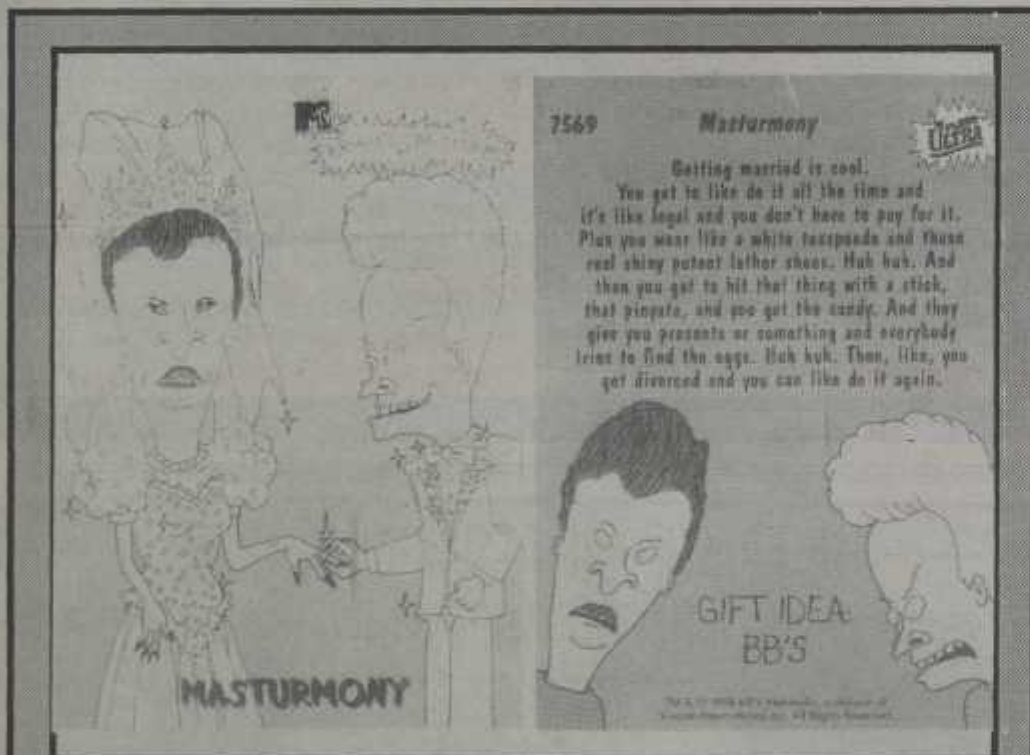 MASTURMONY
7569 Masturmony
ULTRA
Getting married is cool.
You get to like do it all the time and
it's like legal and you don't have to pay for it.
Plus you wear like a white
real shiny patent lather shoes. Huh huh. And
then you get to hit that thing with a stick,
that pinyata, and you get the candy. And they
give you presents or something and everybody
tries to find the eggs. Huh huh. Then, like, you
get divorced and you can like do it again.
GIFT IDEA:
BB'S
All Rights Reserved.